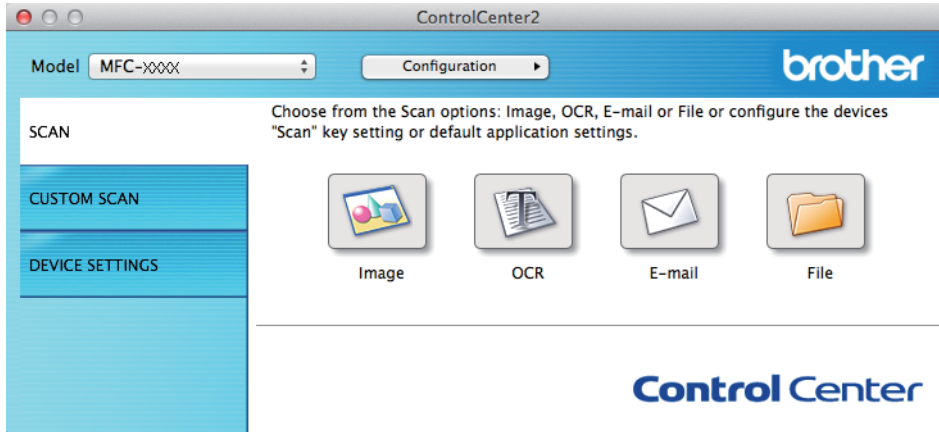 ControlCenter2
Model MFC-XXXX Configuration
brother
SCAN
CUSTOM SCAN
DEVICE SETTINGS
Choose from the Scan options: Image, OCR, E-mail or File or configure the devices
"Scan" key setting or default application settings.
Image OCR E-mail File
Control Center